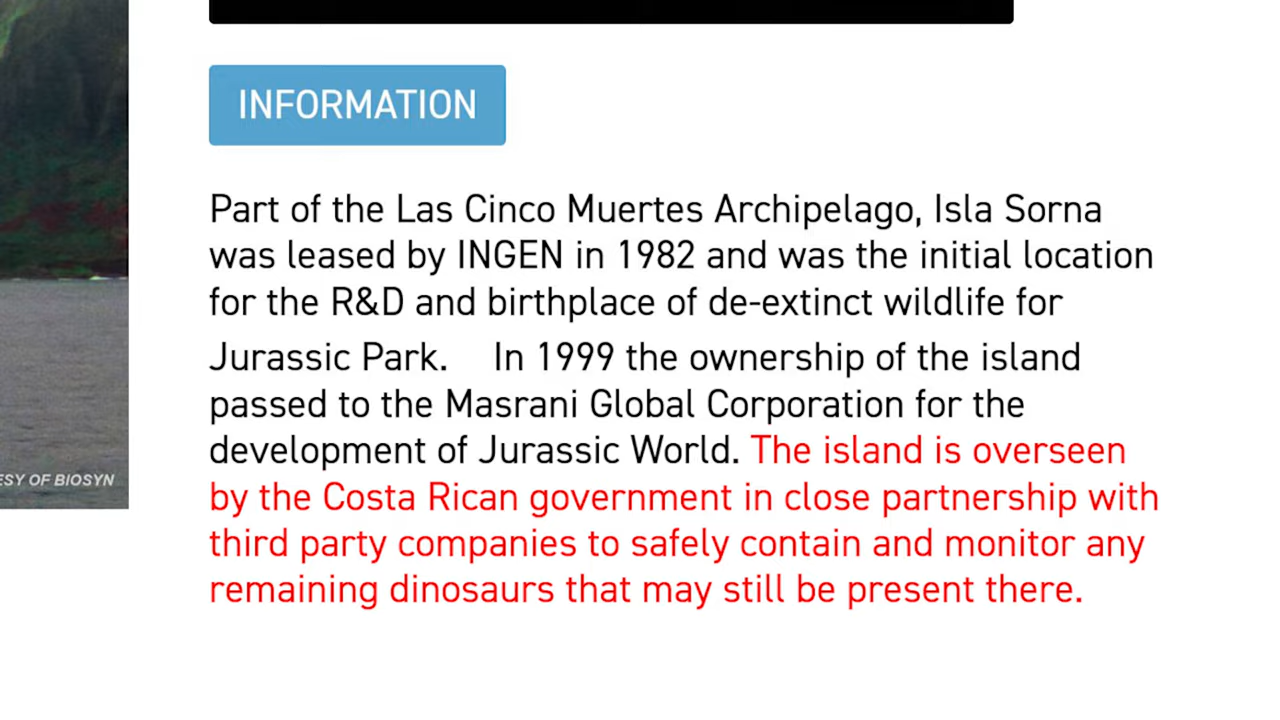 INFORMATION
Part of the Las Cinco Muertes Archipelago, Isla Sorna
was leased by INGEN in 1982 and was the initial location
for the R&D and birthplace of de-extinct wildlife for
Jurassic Park. In 1999 the ownership of the island
passed to the Masrani Global Corporation for the
development of Jurassic World. The island is overseen
by the Costa Rican government in close partnership with
third party companies to safely contain and monitor any
remaining dinosaurs that may still be present there.
ESY OF BIOSYN